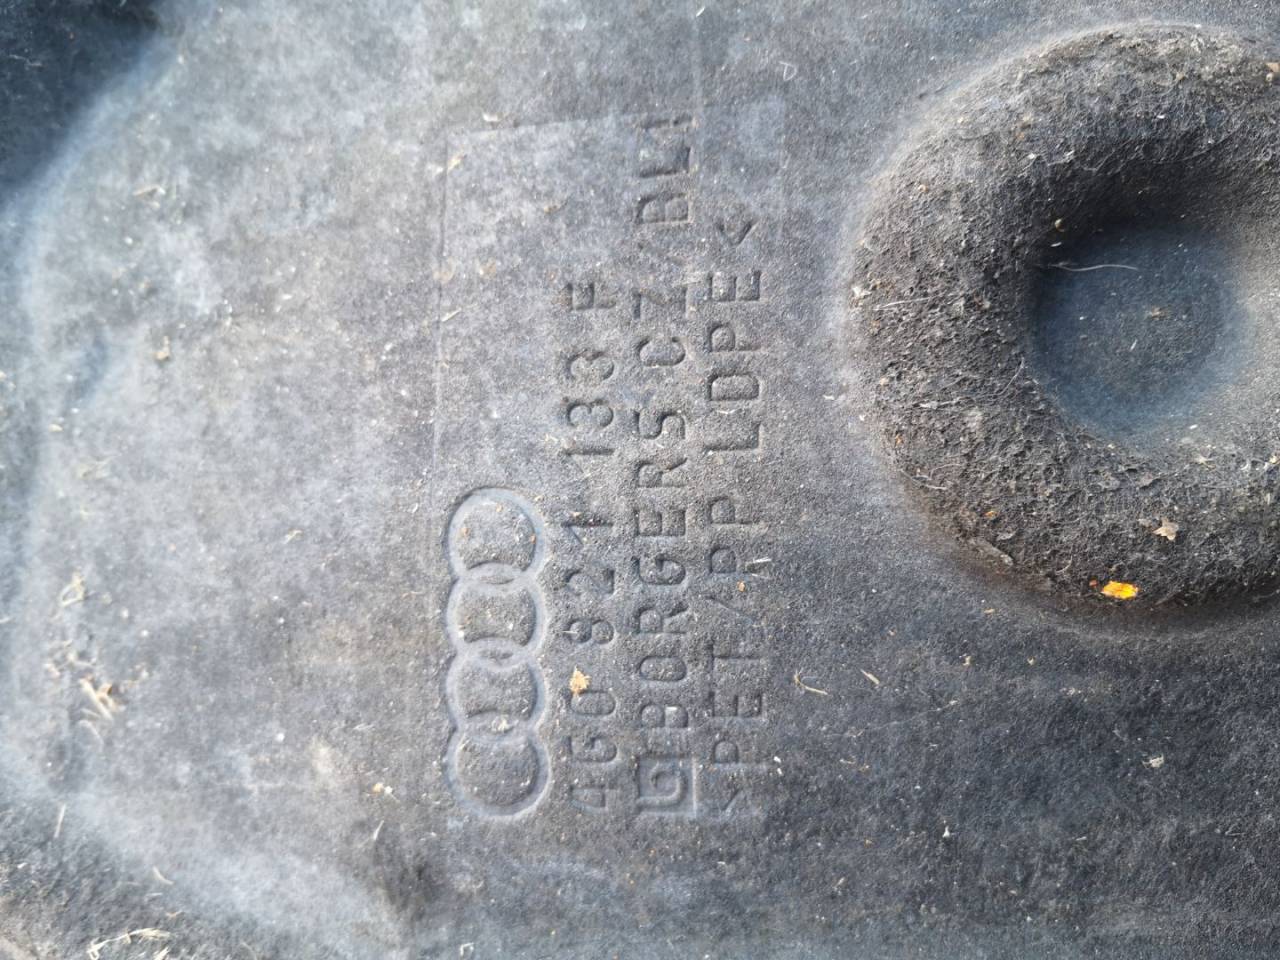 4G0 821 133 F
BORGERS CZ/BLI
>PET/PP LDPE<